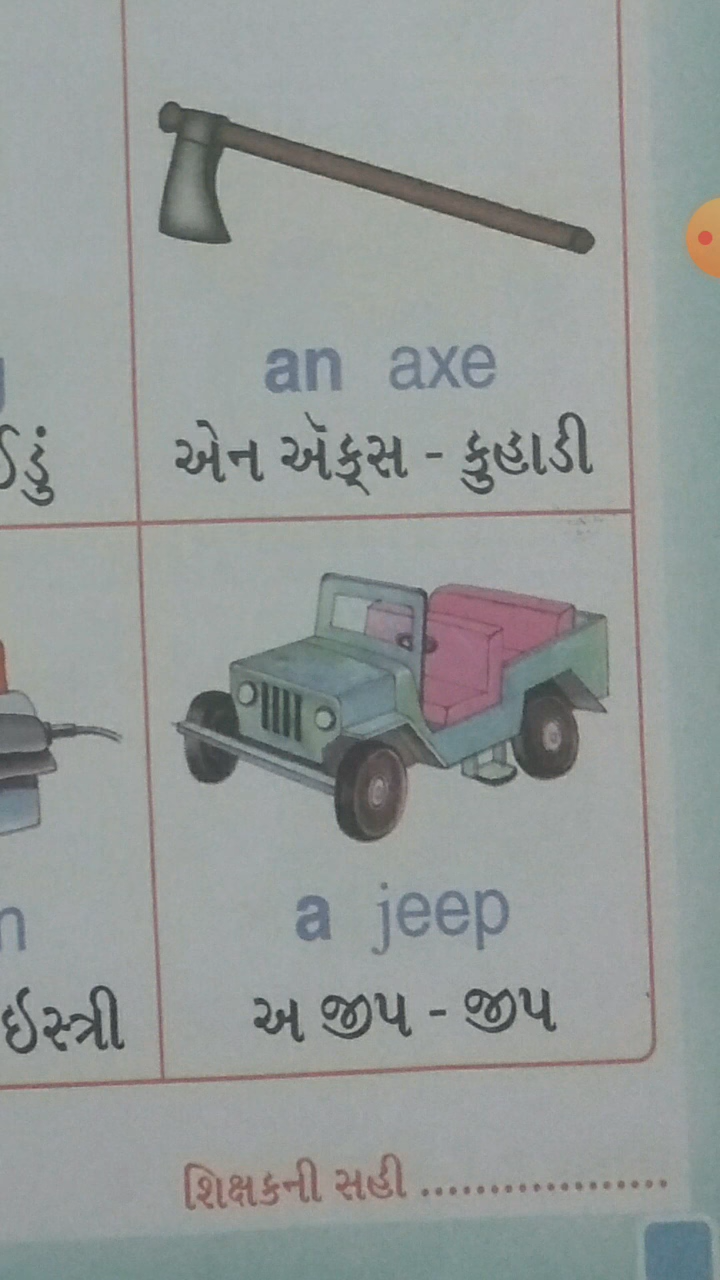 an axe
એન ઍક્સ - કુહાડી
a jeep
ઈસ્ત્રી
અ જીપ - જીપ
શિક્ષકની સહી ...................